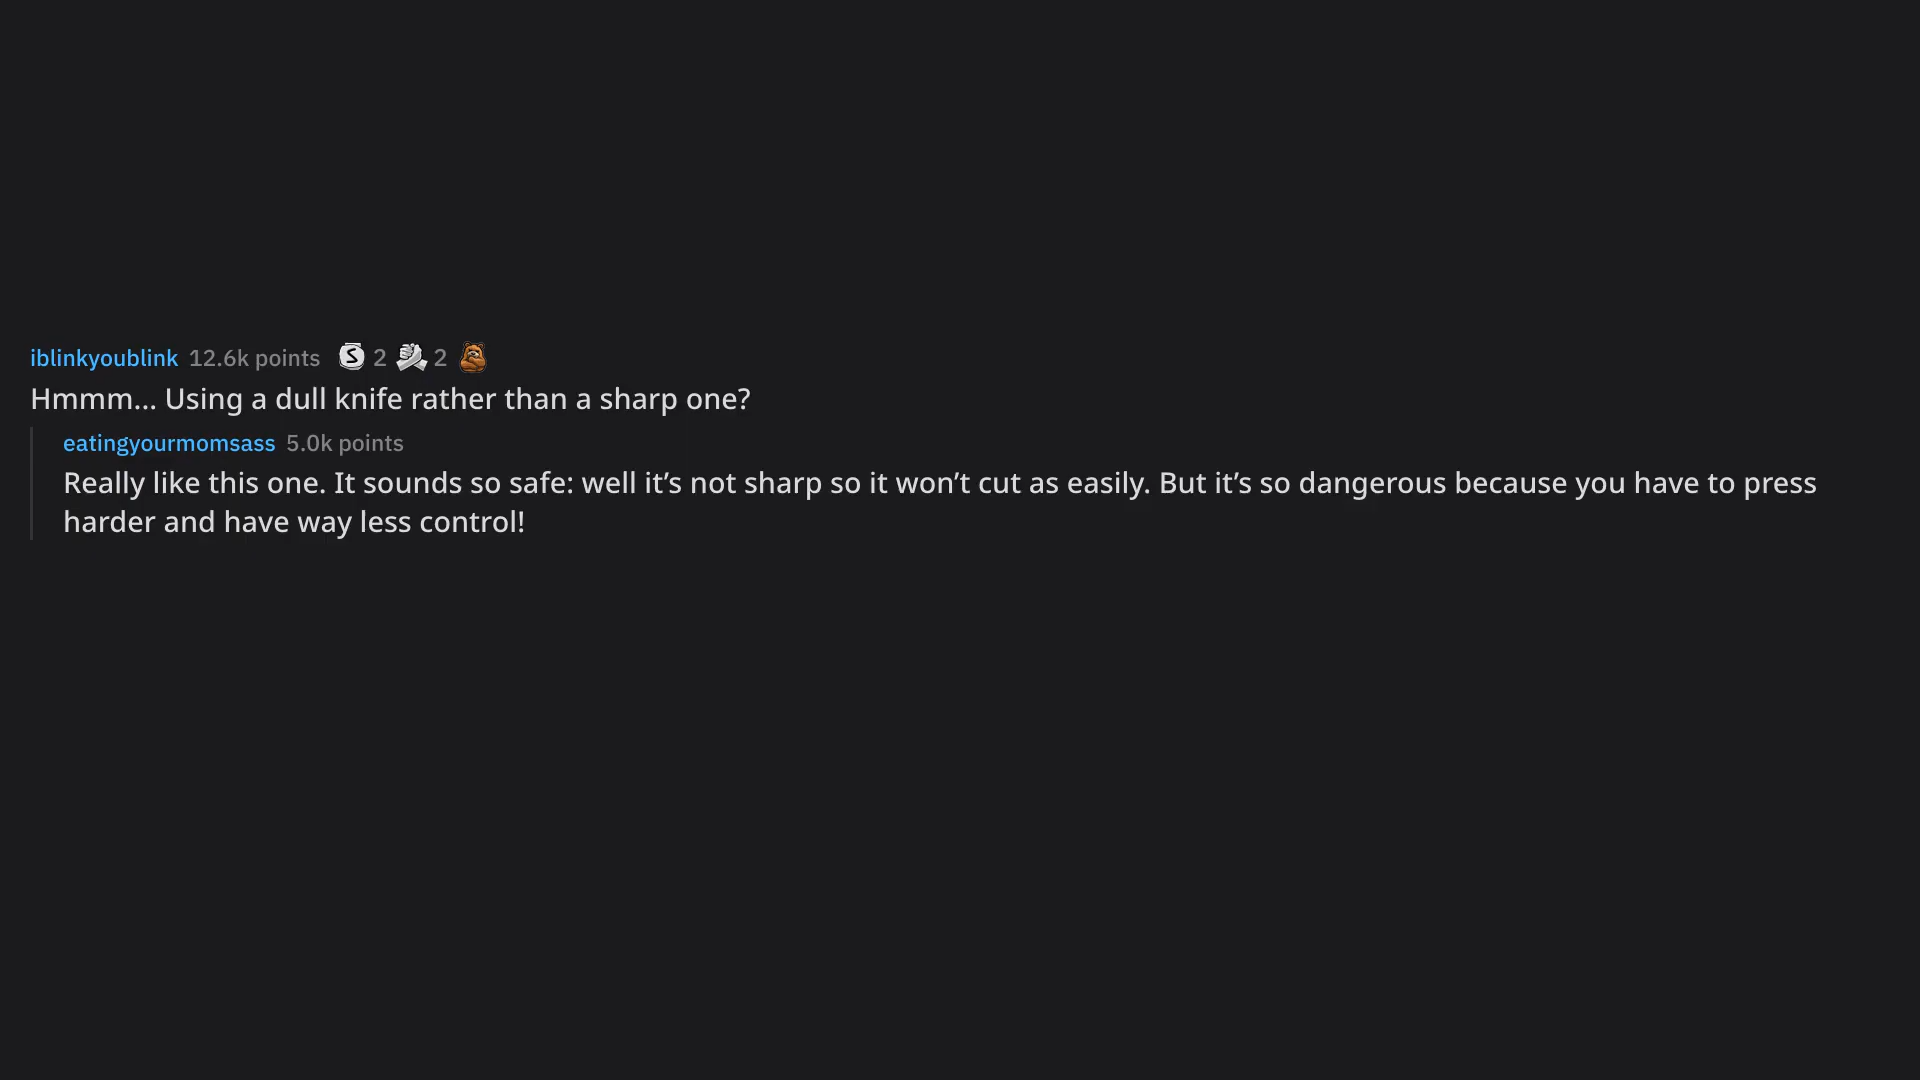 iblinkyoublink 12.6k points S 2 2
Hmmm... Using a dull knife rather than a sharp one?
eatingyourmomsass 5.0k points
Really like this one. It sounds so safe: well it’s not sharp so it won’t cut as easily. But it’s so dangerous because you have to press
harder and have way less control!